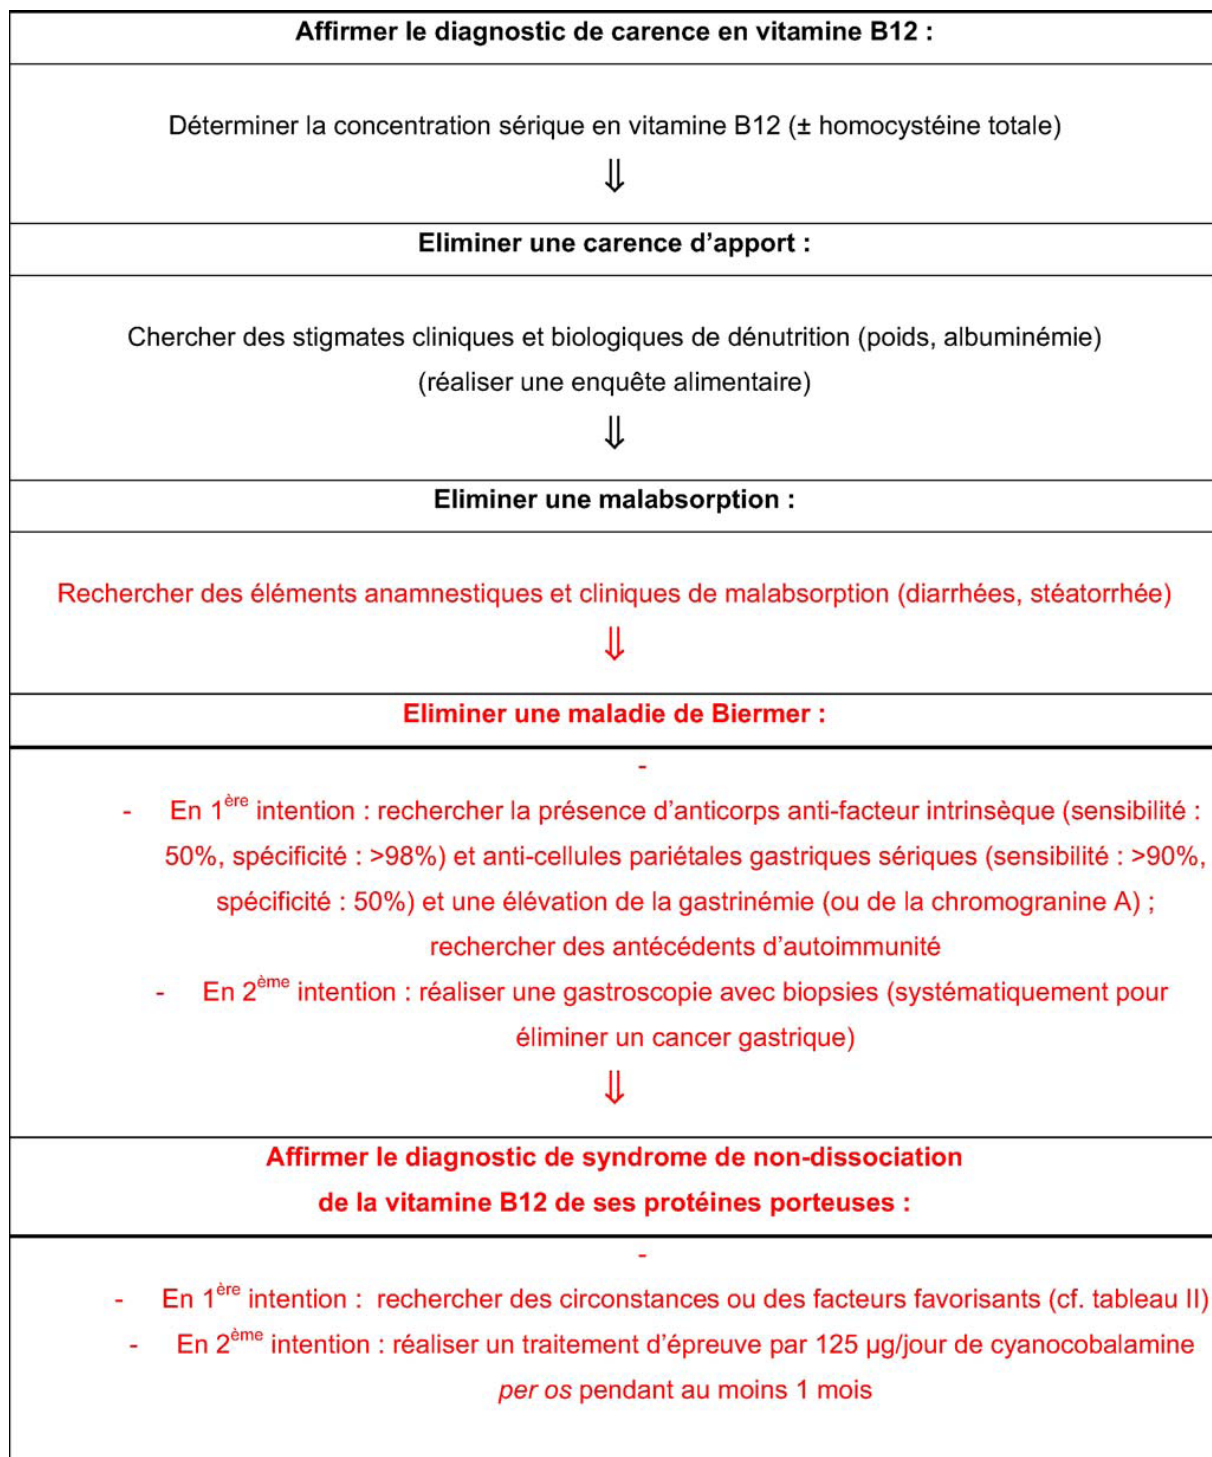 Affirmer le diagnostic de carence en vitamine B12 :
Déterminer la concentration sérique en vitamine B12 (± homocystéine totale)
⇓
Eliminer une carence d’apport :
Chercher des stigmates cliniques et biologiques de dénutrition (poids, albuminémie)
(réaliser une enquête alimentaire)
⇓
Eliminer une malabsorption :
Rechercher des éléments anamnestiques et cliniques de malabsorption (diarrhées, stéatorrhée)
⇓
Eliminer une maladie de Biermer :
-
- En 1ère intention : rechercher la présence d’anticorps anti-facteur intrinsèque (sensibilité :
50%, spécificité : >98%) et anti-cellules pariétales gastriques sériques (sensibilité : >90%,
spécificité : 50%) et une élévation de la gastrinémie (ou de la chromogranine A) ;
rechercher des antécédents d’autoimmunité
- En 2ème intention : réaliser une gastroscopie avec biopsies (systématiquement pour
éliminer un cancer gastrique)
⇓
Affirmer le diagnostic de syndrome de non-dissociation
de la vitamine B12 de ses protéines porteuses :
-
- En 1ère intention : rechercher des circonstances ou des facteurs favorisants (cf. tableau II)
- En 2ème intention : réaliser un traitement d’épreuve par 125 µg/jour de cyanocobalamine
per os pendant au moins 1 mois